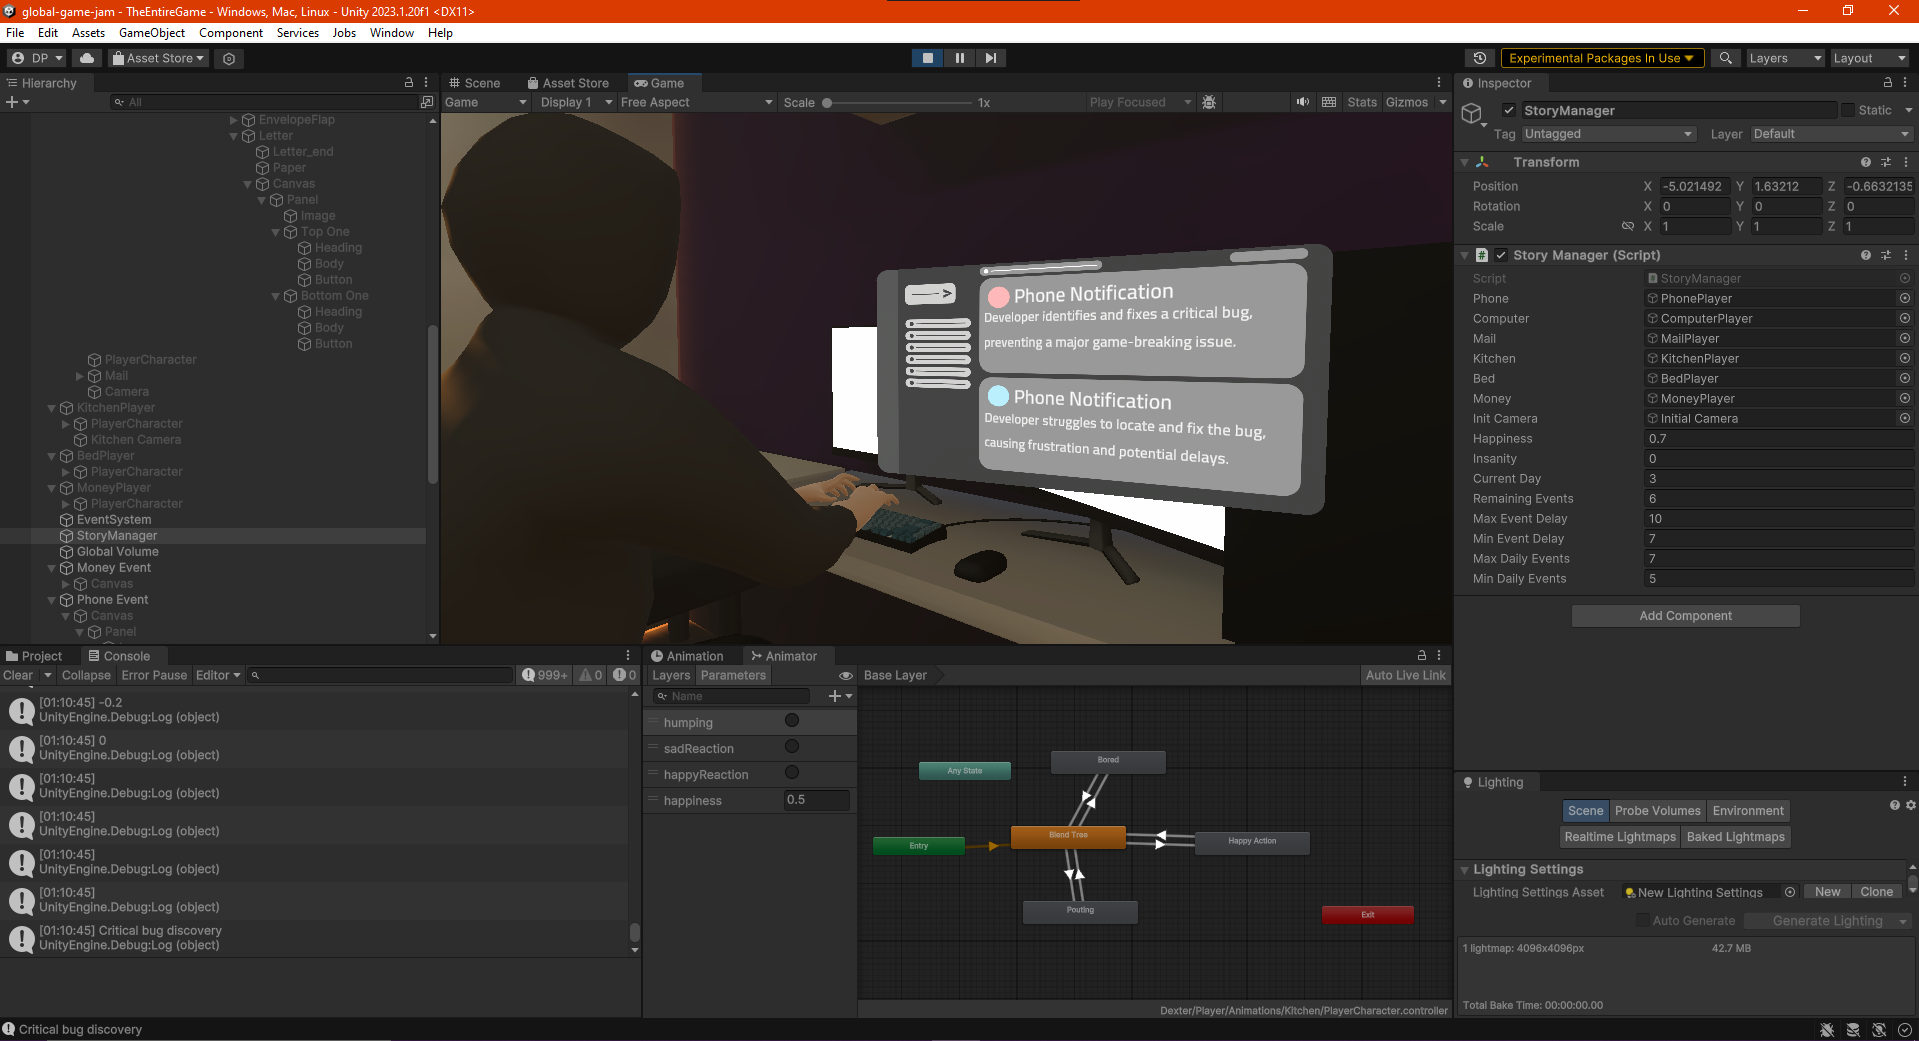 global-game-jam - TheEntireGame - Windows, Mac, Linux - Unity 2023.1.20f1 <DX11>
File Edit Assets GameObject Component Services Jobs Window Help
DP Asset Store Experimental Packages In Use Layers Layout
Hierarchy
All
EnvelopeFlap
Letter
Letter_end
Paper
Canvas
Panel
Image
Top One
Heading
Body
Button
Bottom One
Heading
Body
Button
PlayerCharacter
Mail
Camera
KitchenPlayer
PlayerCharacter
Kitchen Camera
BedPlayer
PlayerCharacter
MoneyPlayer
PlayerCharacter
EventSystem
StoryManager
Global Volume
Money Event
Canvas
Phone Event
Canvas
Panel
Scene Asset Store Game
Game Display 1 Free Aspect Scale 1x Play Focused Stats Gizmos
Phone Notification
Developer identifies and fixes a critical bug,
preventing a major game-breaking issue.
Phone Notification
Developer struggles to locate and fix the bug,
causing frustration and potential delays.
Inspector
StoryManager Static
Tag Untagged Layer Default
Transform
Position X -5.021492 Y 1.63212 Z -0.6632135
Rotation X 0 Y 0 Z 0
Scale X 1 Y 1 Z 1
# Story Manager (Script)
Script StoryManager
Phone PhonePlayer
Computer ComputerPlayer
Mail MailPlayer
Kitchen KitchenPlayer
Bed BedPlayer
Money MoneyPlayer
Init Camera Initial Camera
Happiness 0.7
Insanity 0
Current Day 3
Remaining Events 6
Max Event Delay 10
Min Event Delay 7
Max Daily Events 7
Min Daily Events 5
Add Component
Project Console
Clear Collapse Error Pause Editor 999+ 0 0
[01:10:45] -0.2
UnityEngine.Debug:Log (object)
[01:10:45] 0
UnityEngine.Debug:Log (object)
[01:10:45]
UnityEngine.Debug:Log (object)
[01:10:45]
UnityEngine.Debug:Log (object)
[01:10:45]
UnityEngine.Debug:Log (object)
[01:10:45]
UnityEngine.Debug:Log (object)
[01:10:45] Critical bug discovery
UnityEngine.Debug:Log (object)
Critical bug discovery
Animation Animator
Layers Parameters Base Layer Auto Live Link
Name
humping
sadReaction
happyReaction
happiness 0.5
Bored
Any State
Blend Tree
Entry
Happy Action
Pouting
Exit
Dexter/Player/Animations/Kitchen/PlayerCharacter.controller
Lighting
Scene Probe Volumes Environment
Realtime Lightmaps Baked Lightmaps
Lighting Settings
Lighting Settings Asset New Lighting Settings New Clone
Auto Generate Generate Lighting
1 lightmap: 4096x4096px 42.7 MB
Total Bake Time: 00:00:00.00